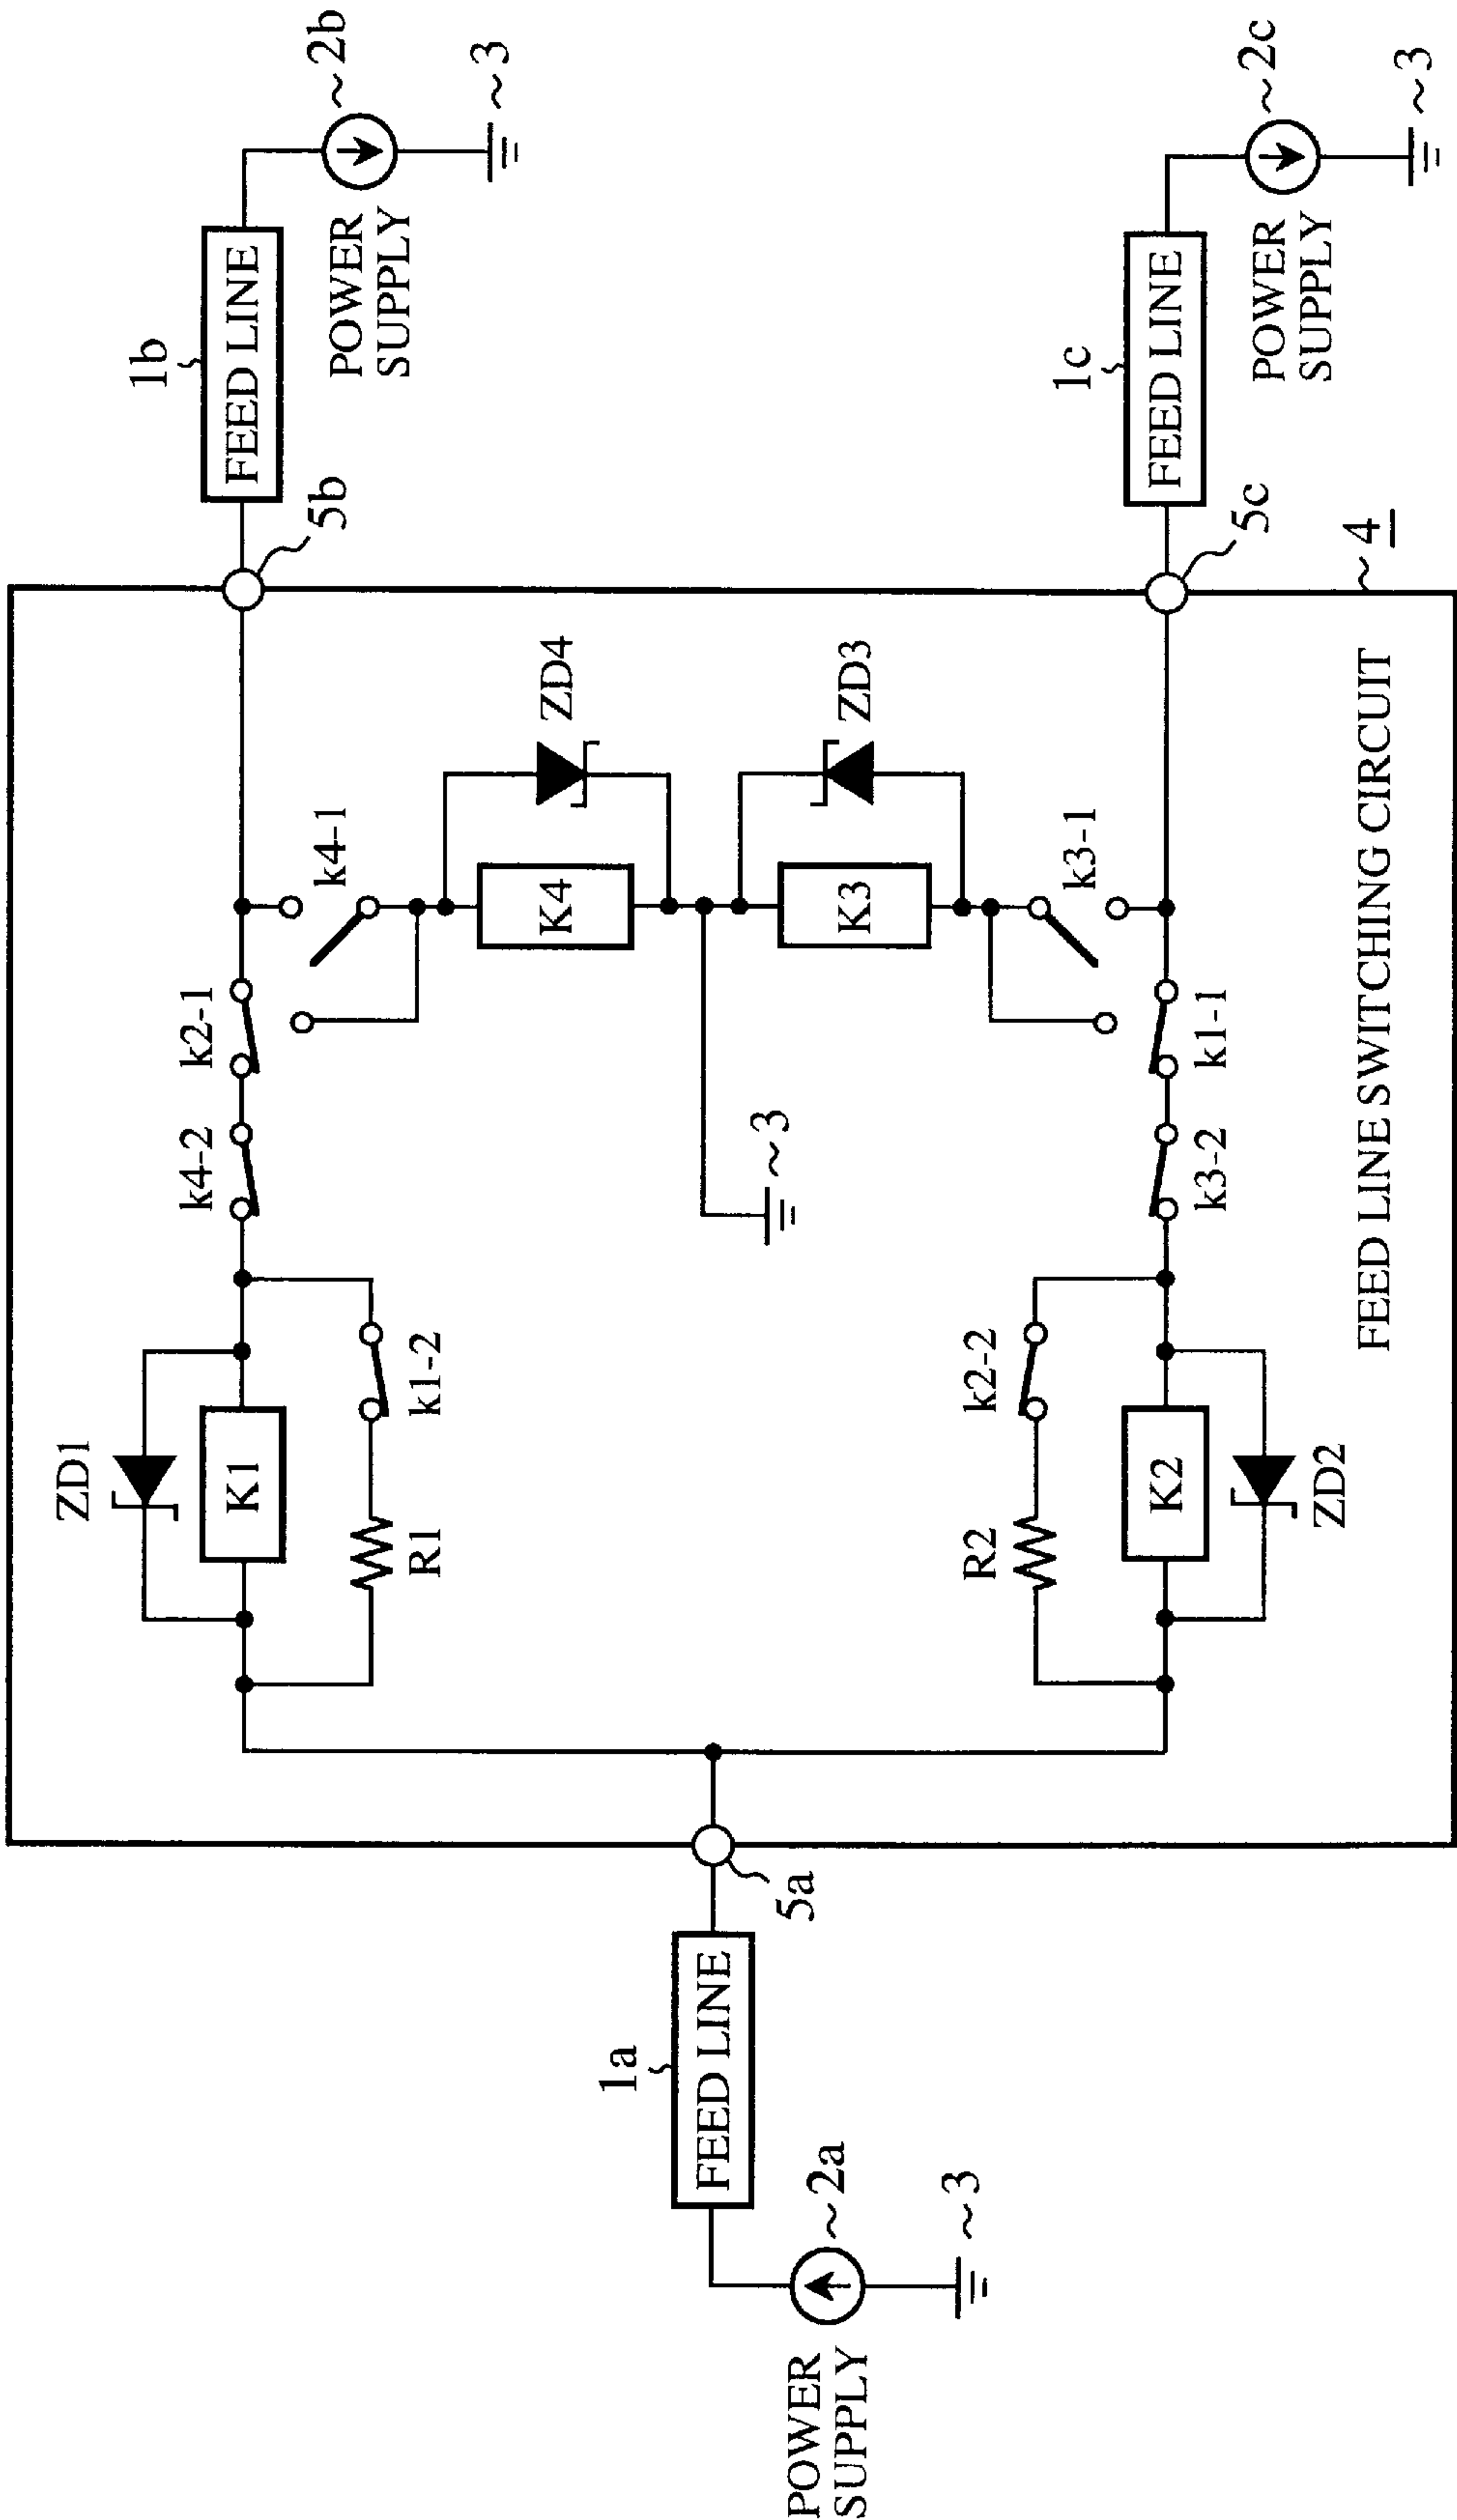 1a
FEED LINE
5a
POWER
SUPPLY
2a
3
ZD1
K1
R1
k1-2
k4-2
k2-1
k4-1
K4
ZD4
3
K3
ZD3
k3-1
R2
k2-2
K2
ZD2
k3-2
k1-1
FEED LINE SWITCHING CIRCUIT
4
5b
1b
FEED LINE
POWER
SUPPLY
2b
3
5c
1c
FEED LINE
POWER
SUPPLY
2c
3